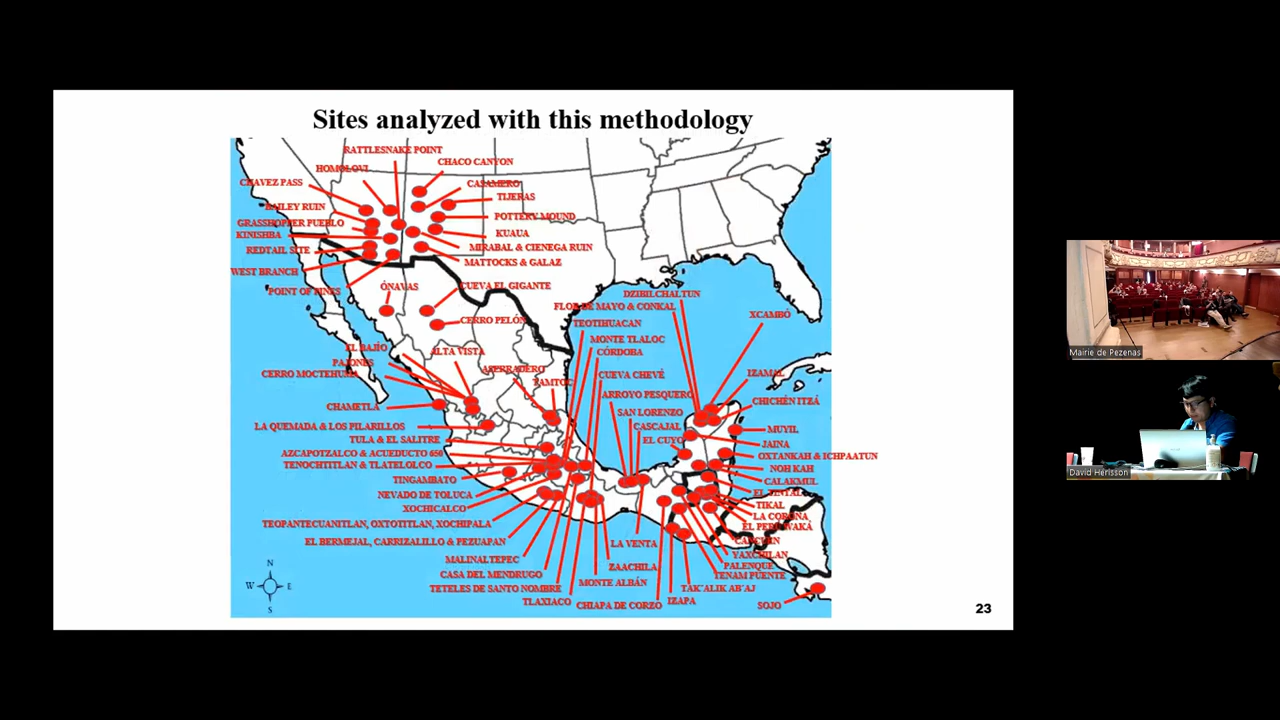 Sites analyzed with this methodology
RATTLESNAKE POINT
CHACO CANYON
HOMOLOVI
CHAVEZ PASS
CASAMERO
TIJERAS
BAILEY RUIN
POTTERY MOUND
GRASSHOPPER PUEBLO
KUAUA
KINISHBA
MIRABAL & CIENEGA RUIN
REDTAIL SITE
MATTOCKS & GALAZ
WEST BRANCH
POINT OF PINES
ÓNAVAS
CUEVA EL GIGANTE
CERRO PELÓN
DZIBILCHALTUN
FLOR DE MAYO & CONKAL
XCAMBÓ
TEOTIHUACAN
MONTE TLALOC
CÓRDOBA
EL BAJÍO
ALTA VISTA
PAJONES
CERRO MOCTEHUMA
ASERRADERO
TAMTOC
CUEVA CHEVÉ
IZAMAL
ARROYO PESQUERO
CHICHÉN ITZÁ
CHAMETLA
SAN LORENZO
LA QUEMADA & LOS PILARILLOS
CASCAJAL
MUYIL
TULA & EL SALITRE
EL CUYO
JAINA
AZCAPOTZALCO & ACUEDUCTO 650
OXTANKAH & ICHPAATUN
TENOCHTITLAN & TLATELOLCO
NOH KAH
TINGAMBATO
CALAKMUL
NEVADO DE TOLUCA
TIKAL
XOCHICALCO
LA CORONA
TEOPANTECUANITLAN, OXTOTITLAN, XOCHIPALA
EL PERÚ WAKÁ
EL BERMEJAL, CARRIZALILLO & PEZUAPAN
LA VENTA
CANCUÉN
YAXCHILAN
MALINALTEPEC
ZAACHILA
PALENQUE
CASA DEL MENDRUGO
MONTE ALBÁN
TENAM PUENTE
TETELES DE SANTO NOMBRE
TAK´ALIK AB´AJ
TLAXIACO
CHIAPA DE CORZO
IZAPA
SOJO
N
W
E
S
23
Mairie de Pezenas
David Hérisson